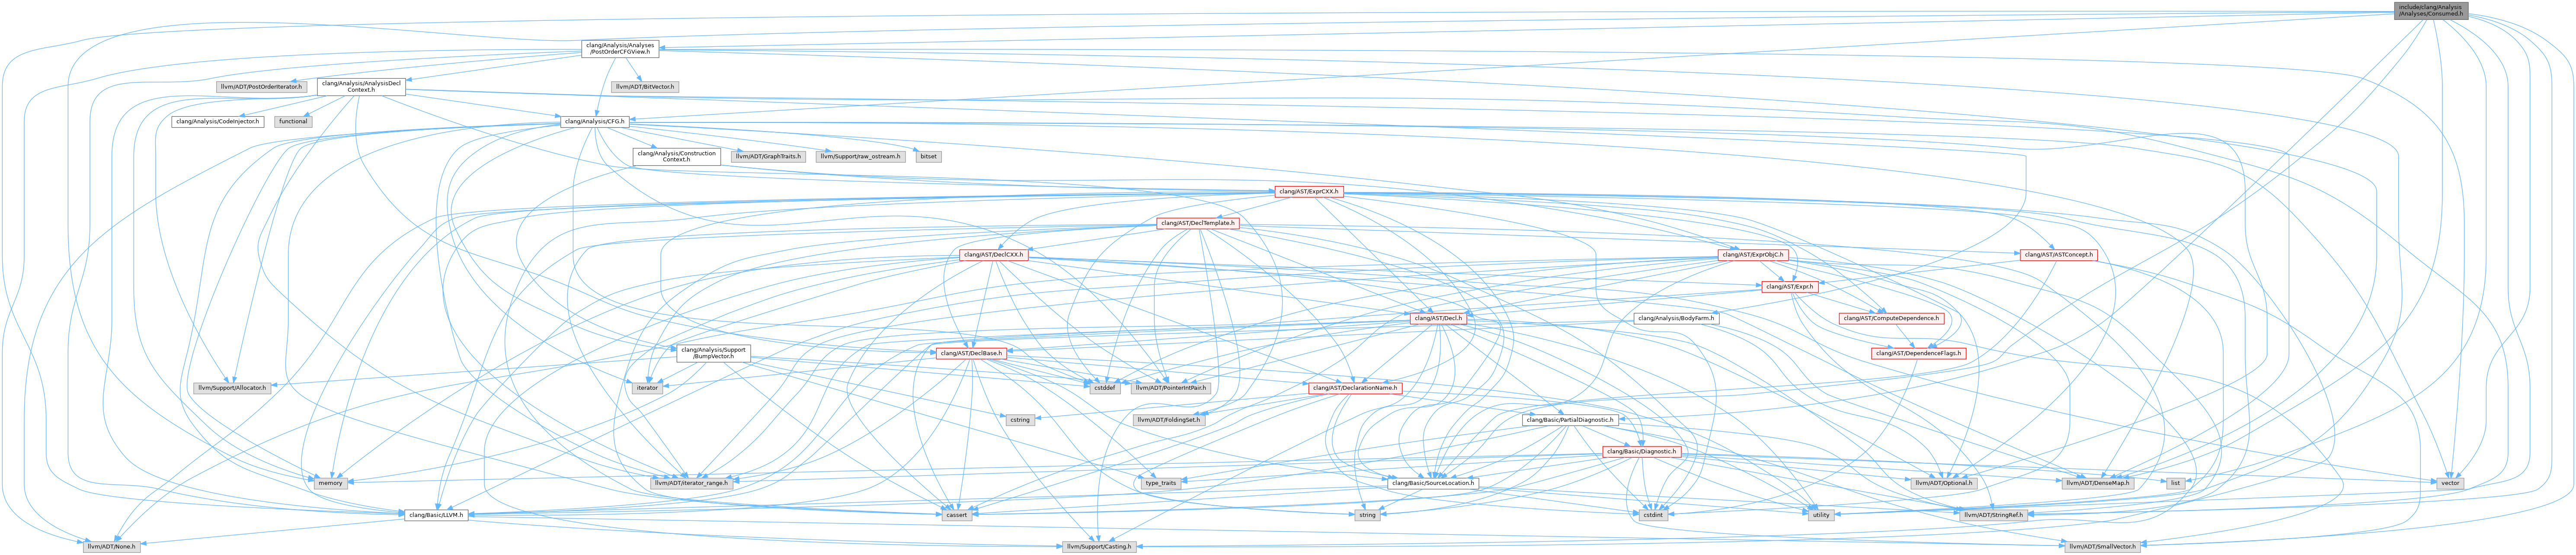 include/clang/Analysis
/Analyses/Consumed.h
clang/Analysis/Analyses
/PostOrderCFGView.h
llvm/ADT/PostOrderIterator.h
clang/Analysis/AnalysisDecl
Context.h
llvm/ADT/BitVector.h
clang/Analysis/CodeInjector.h
functional
clang/Analysis/CFG.h
clang/Analysis/Construction
Context.h
llvm/ADT/GraphTraits.h
llvm/Support/raw_ostream.h
bitset
clang/AST/ExprCXX.h
clang/AST/DeclTemplate.h
clang/AST/DeclCXX.h
clang/AST/ExprObjC.h
clang/AST/ASTConcept.h
clang/AST/Expr.h
clang/AST/Decl.h
clang/Analysis/BodyFarm.h
clang/AST/ComputeDependence.h
clang/Analysis/Support
/BumpVector.h
clang/AST/DeclBase.h
clang/AST/DependenceFlags.h
llvm/Support/Allocator.h
iterator
cstddef
llvm/ADT/PointerIntPair.h
clang/AST/DeclarationName.h
cstring
llvm/ADT/FoldingSet.h
clang/Basic/PartialDiagnostic.h
clang/Basic/Diagnostic.h
memory
llvm/ADT/iterator_range.h
type_traits
clang/Basic/SourceLocation.h
llvm/ADT/Optional.h
llvm/ADT/DenseMap.h
list
vector
clang/Basic/LLVM.h
cassert
string
cstdint
utility
llvm/ADT/StringRef.h
llvm/ADT/None.h
llvm/Support/Casting.h
llvm/ADT/SmallVector.h